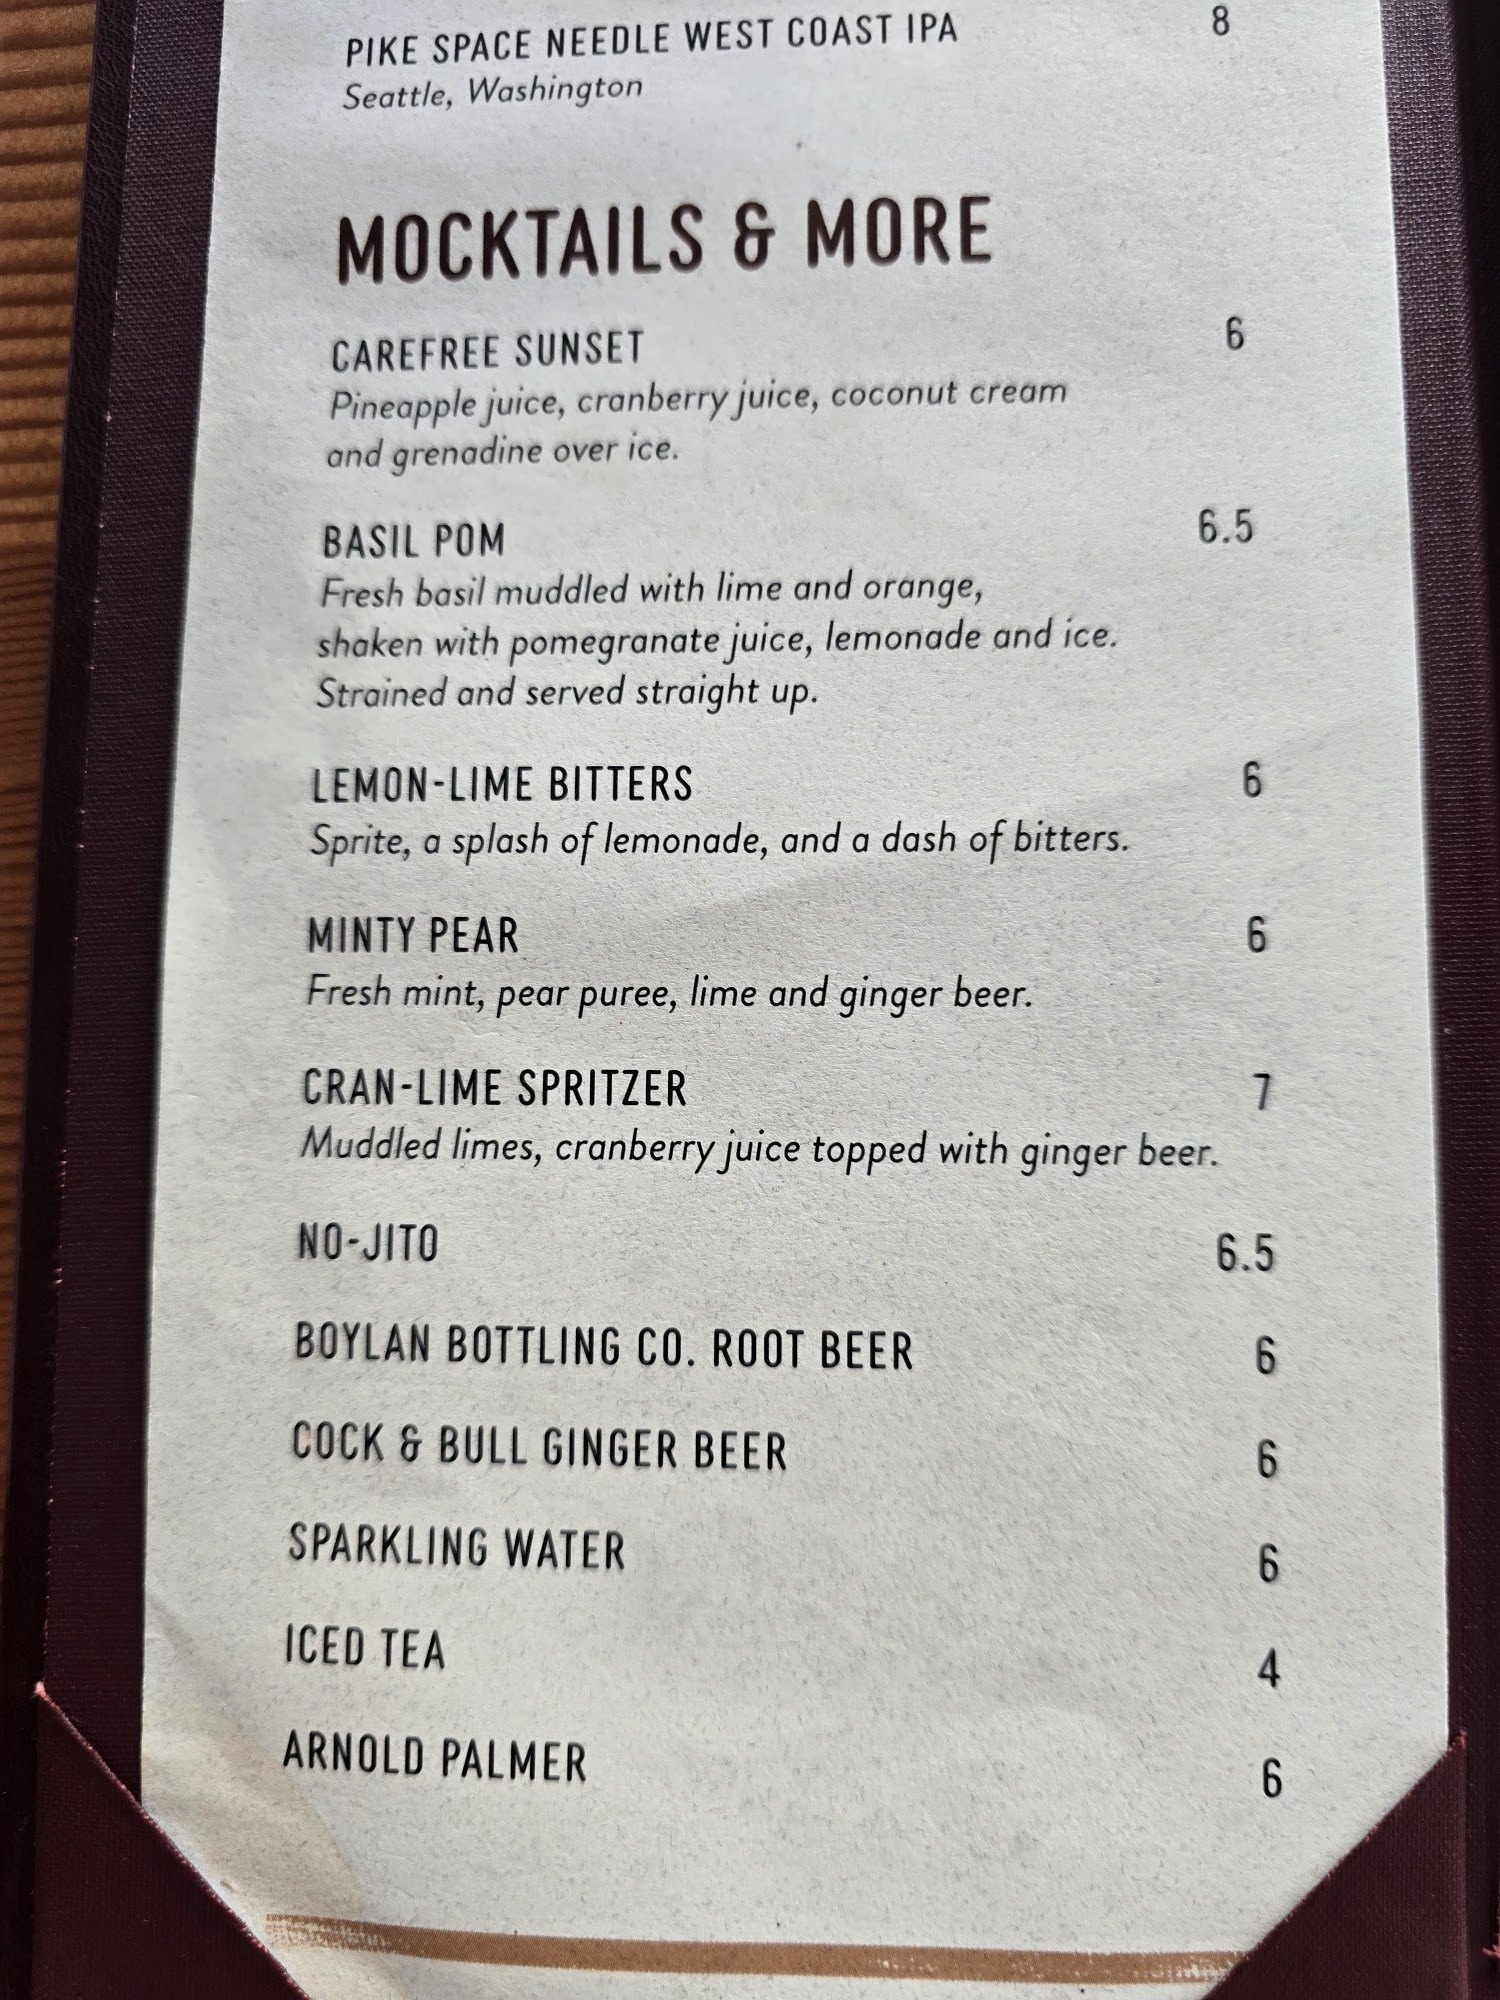 PIKE SPACE NEEDLE WEST COAST IPA 8
Seattle, Washington
MOCKTAILS & MORE
CAREFREE SUNSET 6
Pineapple juice, cranberry juice, coconut cream
and grenadine over ice.
BASIL POM 6.5
Fresh basil muddled with lime and orange,
shaken with pomegranate juice, lemonade and ice.
Strained and served straight up.
LEMON-LIME BITTERS 6
Sprite, a splash of lemonade, and a dash of bitters.
MINTY PEAR 6
Fresh mint, pear puree, lime and ginger beer.
CRAN-LIME SPRITZER 7
Muddled limes, cranberry juice topped with ginger beer.
NO-JITO 6.5
BOYLAN BOTTLING CO. ROOT BEER 6
COCK & BULL GINGER BEER 6
SPARKLING WATER 6
ICED TEA 4
ARNOLD PALMER 6